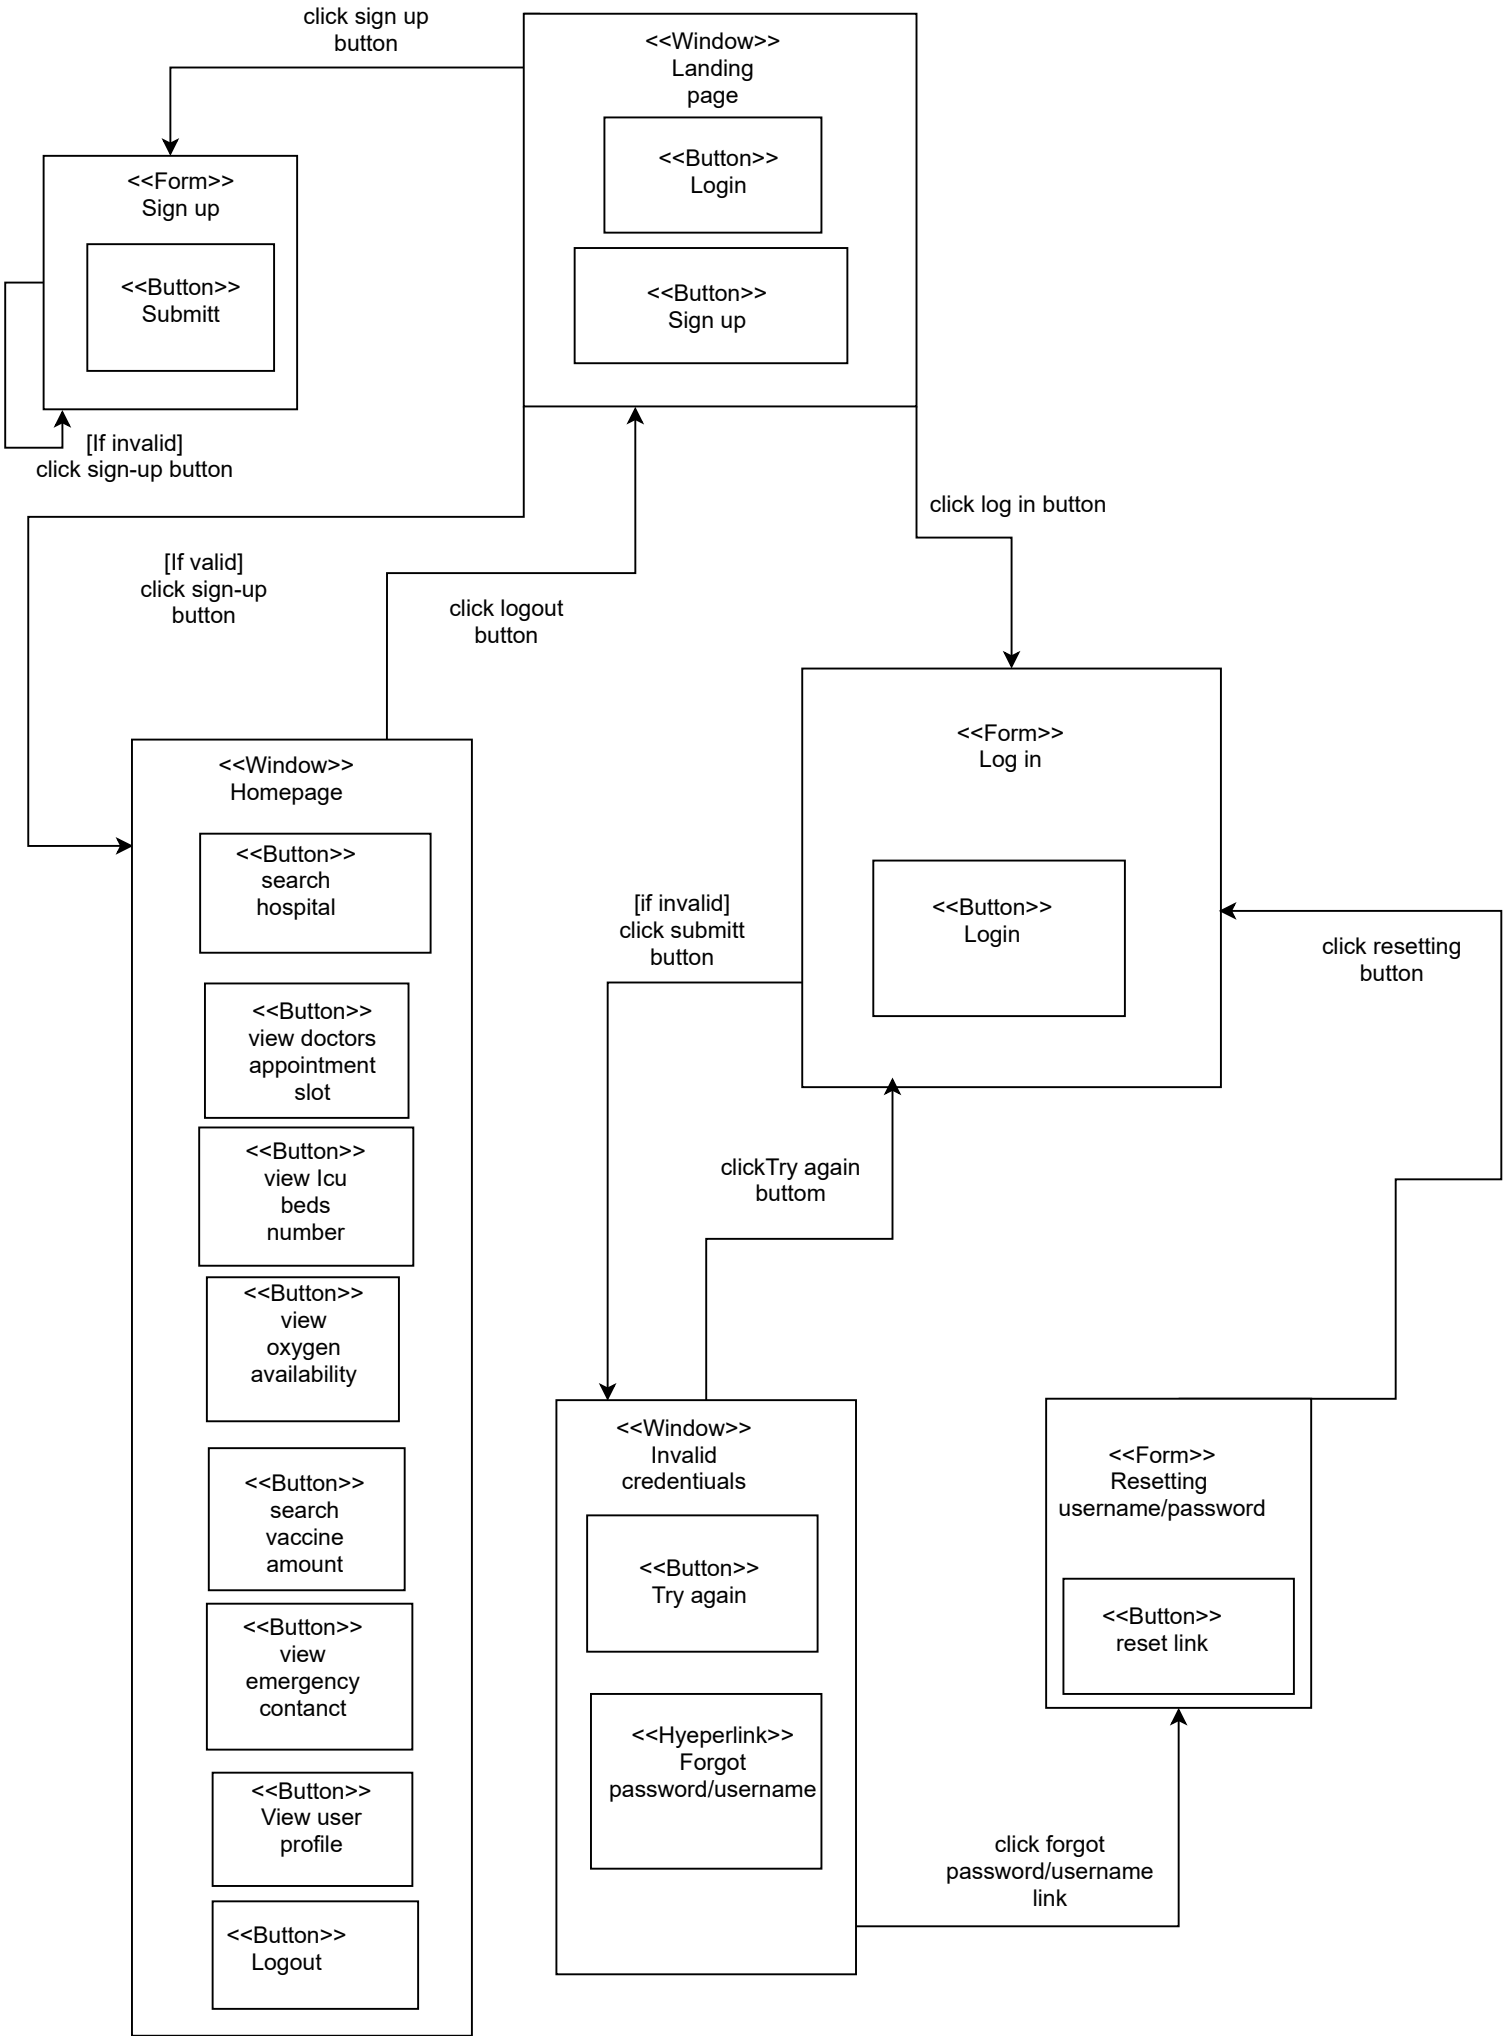 click sign up
button
<<Window>>
Landing
page
<<Button>>
Login
<<Button>>
Sign up
<<Form>>
Sign up
<<Button>>
Submitt
[If invalid]
click sign-up button
[If valid]
click sign-up
button
click logout
button
click log in button
<<Window>>
Homepage
<<Button>>
search
hospital
<<Button>>
view doctors
appointment
slot
<<Button>>
view Icu
beds
number
<<Button>>
view
oxygen
availability
<<Button>>
search
vaccine
amount
<<Button>>
view
emergency
contanct
<<Button>>
View user
profile
<<Button>>
Logout
<<Form>>
Log in
<<Button>>
Login
[if invalid]
click submitt
button
click resetting
button
clickTry again
buttom
<<Window>>
Invalid
credentiuals
<<Button>>
Try again
<<Hyeperlink>>
Forgot
password/username
<<Form>>
Resetting
username/password
<<Button>>
reset link
click forgot
password/username
link